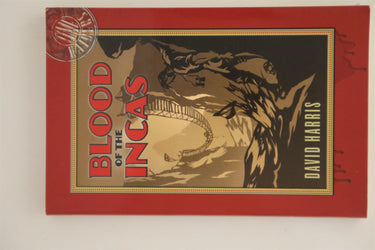 BLOOD
OF THE
INCAS
DAVID HARRIS